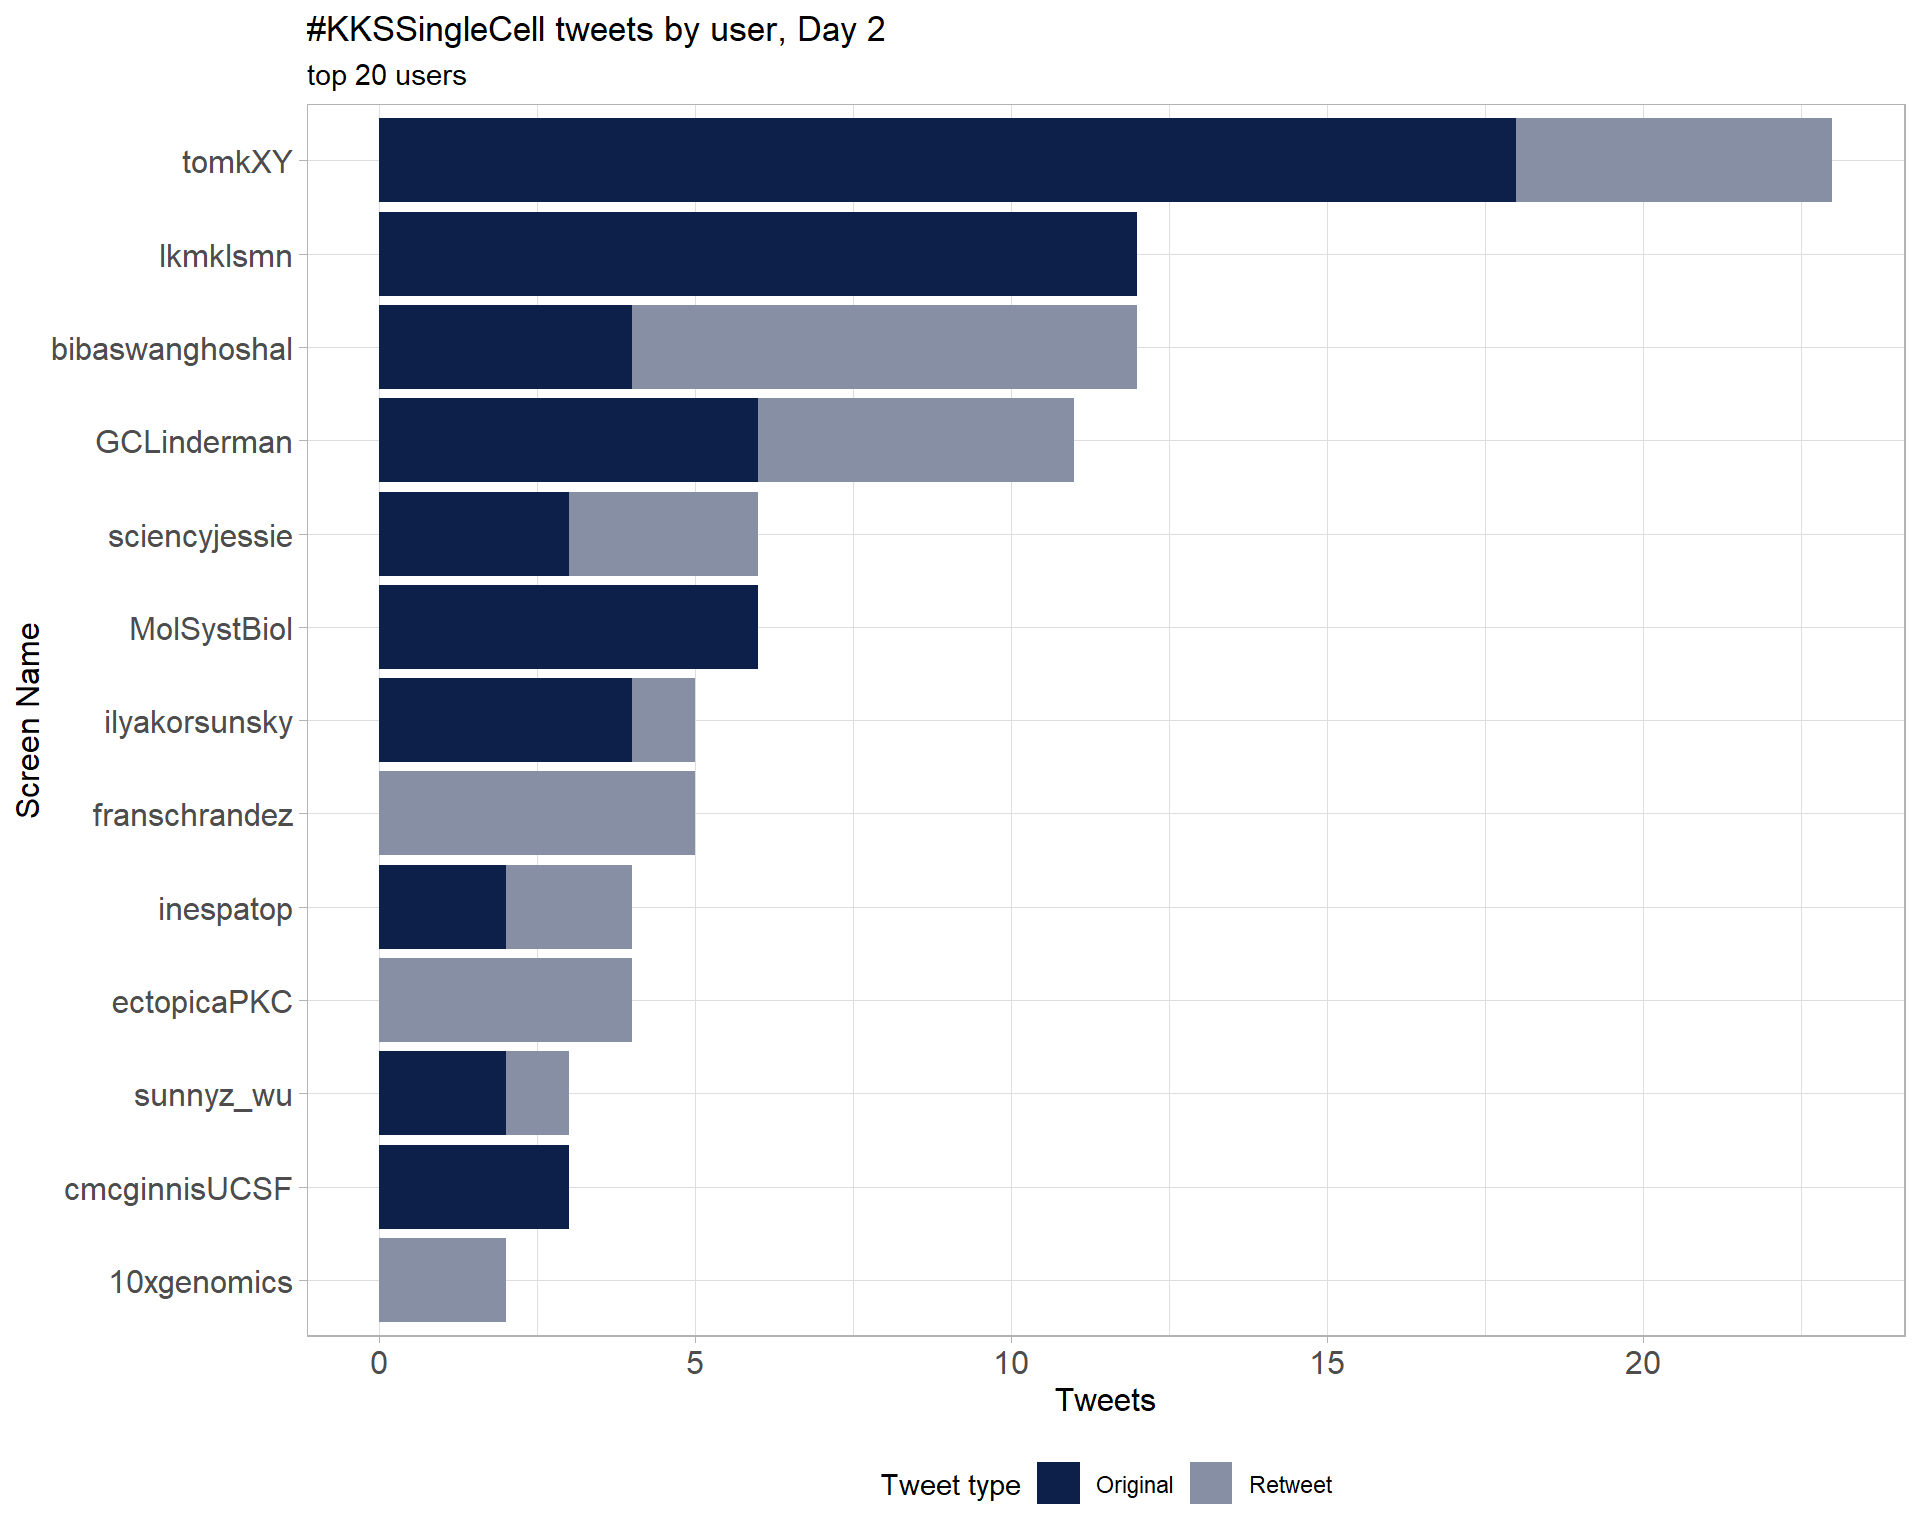 #KKSSingleCell tweets by user, Day 2
top 20 users
Screen Name
tomkXY
lkmklsmn
bibaswanghoshal
GCLinderman
sciencyjessie
MolSystBiol
ilyakorsunsky
franschrandez
inespatop
ectopicaPKC
sunnyz_wu
cmcginnisUCSF
10xgenomics
0 5 10 15 20
Tweets
Tweet type Original Retweet